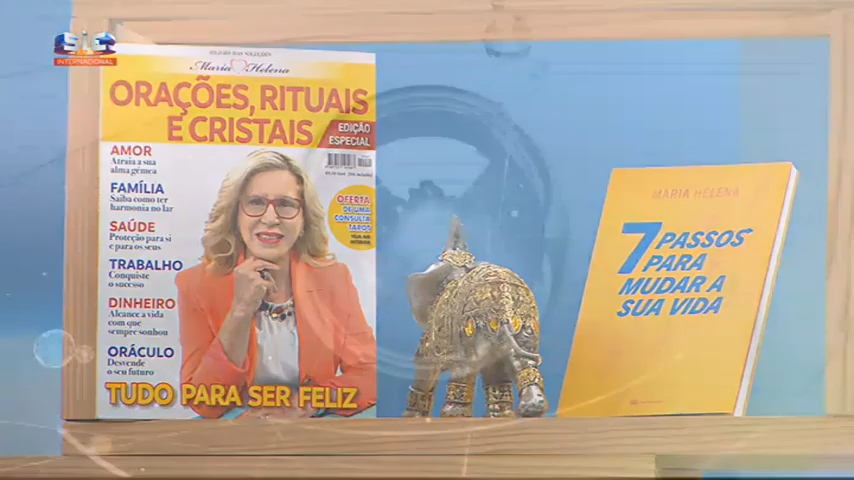 SIC
INTERNACIONAL
Maria Helena
ORAÇÕES, RITUAIS
E CRISTAIS
EDIÇÃO
ESPECIAL
AMOR
Atraia a sua
alma gémea
FAMÍLIA
Saiba como ter
harmonia no lar
SAÚDE
Proteção para si
e para os seus
TRABALHO
Conquiste
o sucesso
DINHEIRO
Alcance a vida
com que
sempre sonhou
ORÁCULO
Desvende
o seu futuro
OFERTA
DE UMA
CONSULTA
TAROT
TUDO PARA SER FELIZ
MARIA HELENA
7 PASSOS
PARA
MUDAR A
SUA VIDA